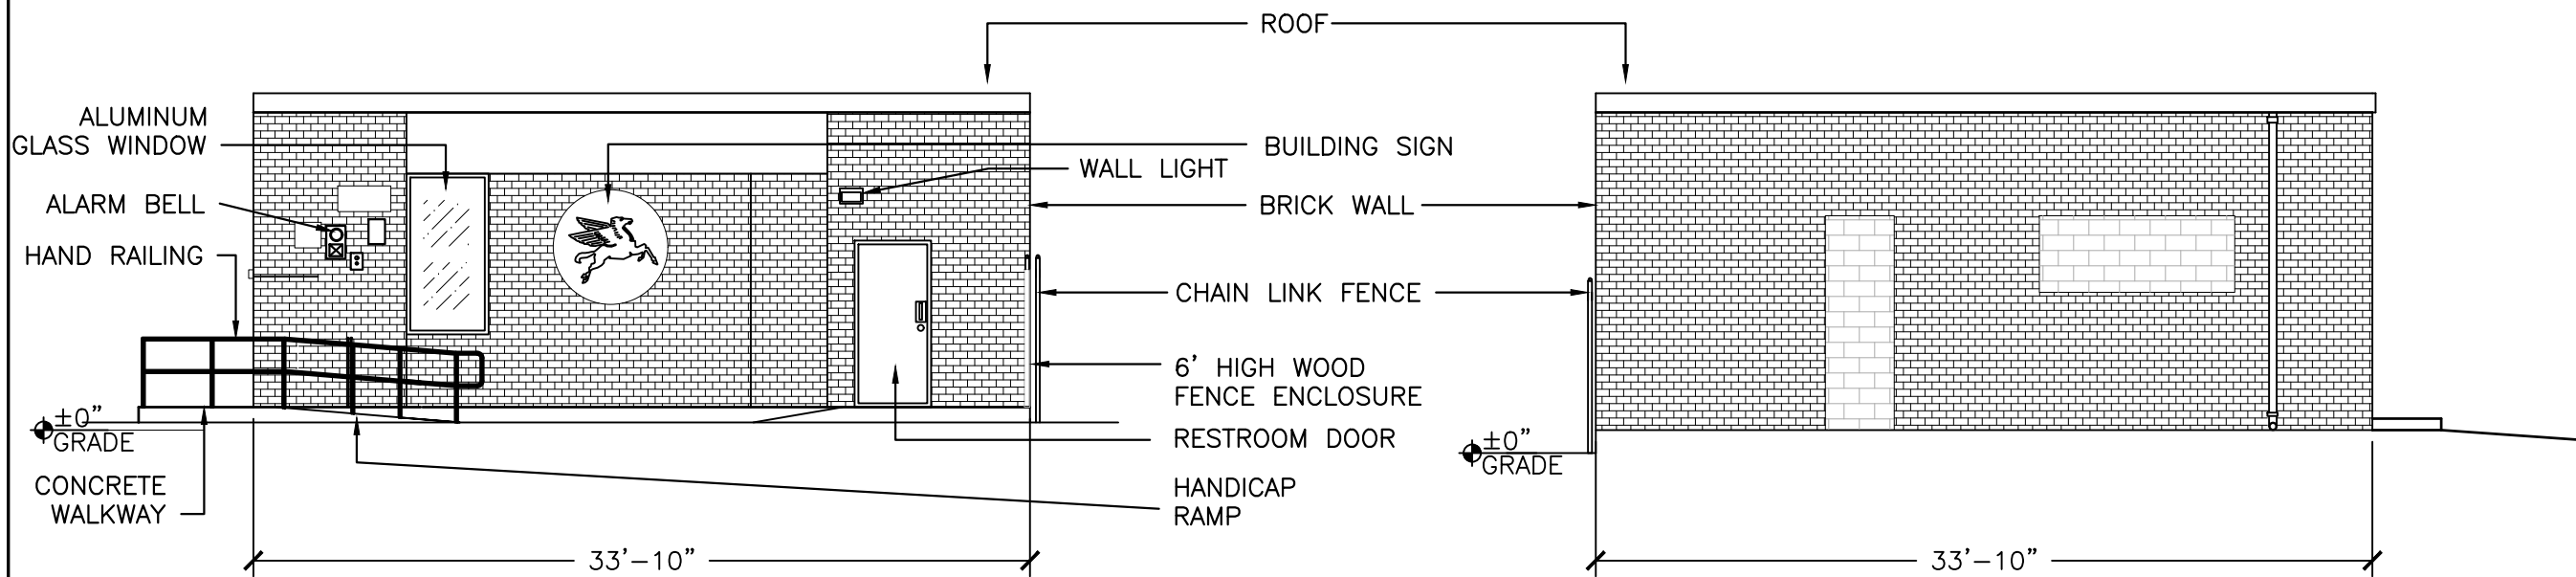 ROOF
ALUMINUM
GLASS WINDOW
BUILDING SIGN
WALL LIGHT
ALARM BELL
BRICK WALL
HAND RAILING
CHAIN LINK FENCE
6' HIGH WOOD
FENCE ENCLOSURE
±0"
GRADE
RESTROOM DOOR
±0"
GRADE
CONCRETE
WALKWAY
HANDICAP
RAMP
33'-10"
33'-10"